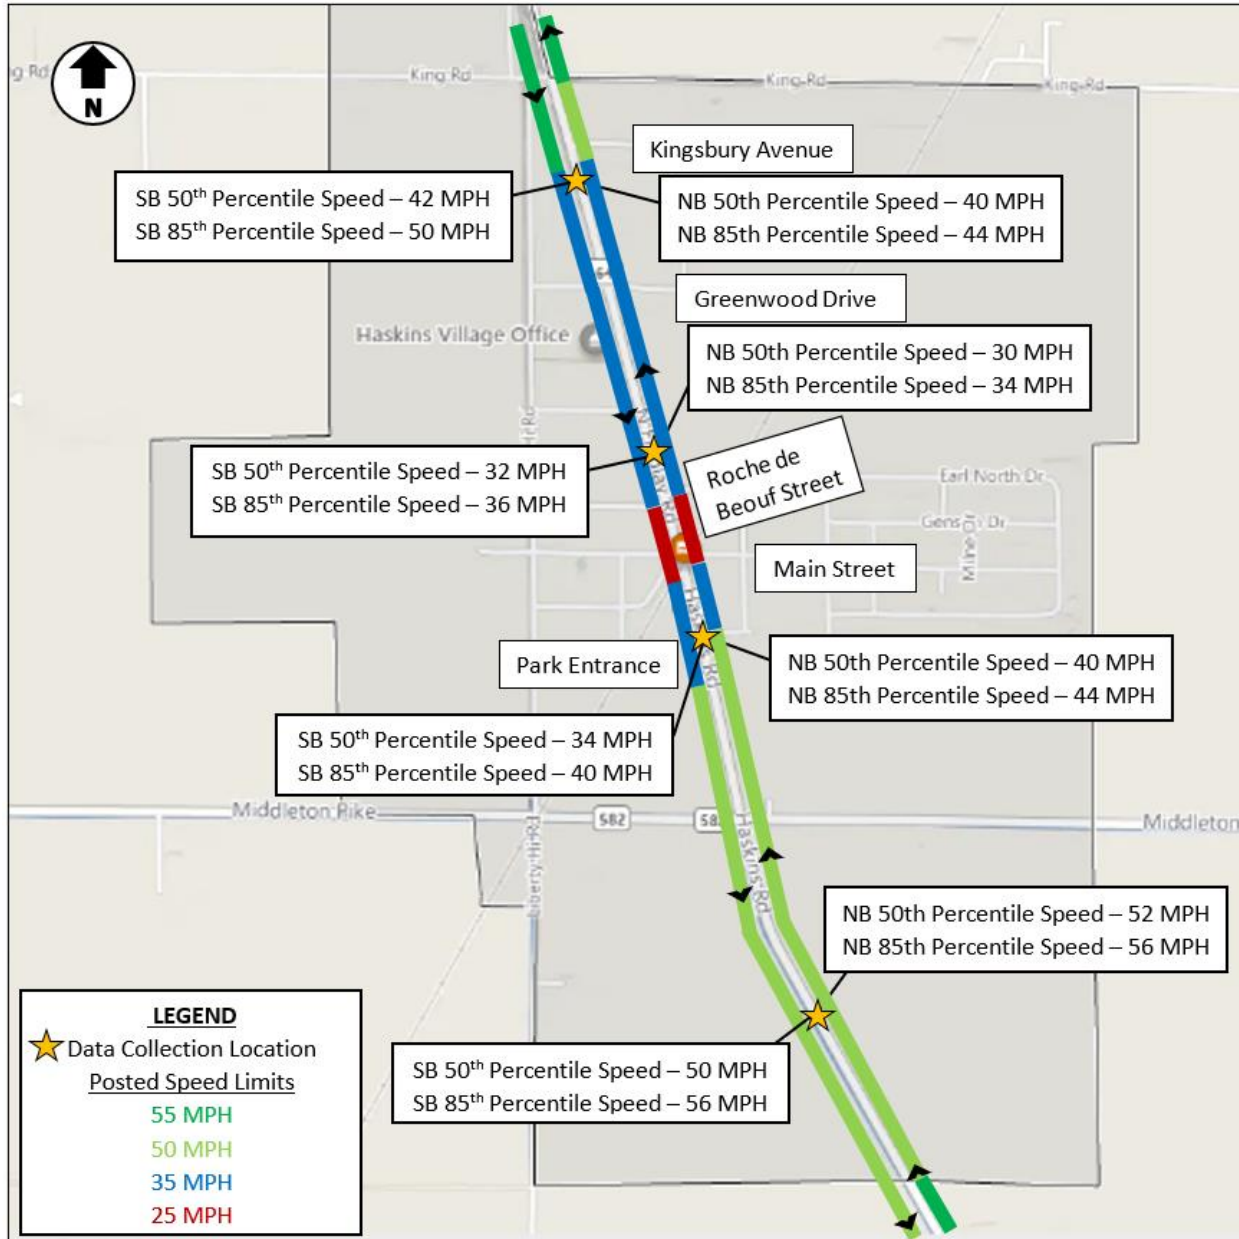 N
King Rd
King Rd
King Rd
Kingsbury Avenue
SB 50th Percentile Speed – 42 MPH
SB 85th Percentile Speed – 50 MPH
NB 50th Percentile Speed – 40 MPH
NB 85th Percentile Speed – 44 MPH
Greenwood Drive
Haskins Village Office
NB 50th Percentile Speed – 30 MPH
NB 85th Percentile Speed – 34 MPH
SB 50th Percentile Speed – 32 MPH
SB 85th Percentile Speed – 36 MPH
Roche de
Beouf Street
Earl North Dr
Milne Dr
Main Street
Park Entrance
NB 50th Percentile Speed – 40 MPH
NB 85th Percentile Speed – 44 MPH
SB 50th Percentile Speed – 34 MPH
SB 85th Percentile Speed – 40 MPH
Middleton Pike
582
Middleton
Haskins Rd
Liberty Hi Rd
NB 50th Percentile Speed – 52 MPH
NB 85th Percentile Speed – 56 MPH
SB 50th Percentile Speed – 50 MPH
SB 85th Percentile Speed – 56 MPH
LEGEND
Data Collection Location
Posted Speed Limits
55 MPH
50 MPH
35 MPH
25 MPH